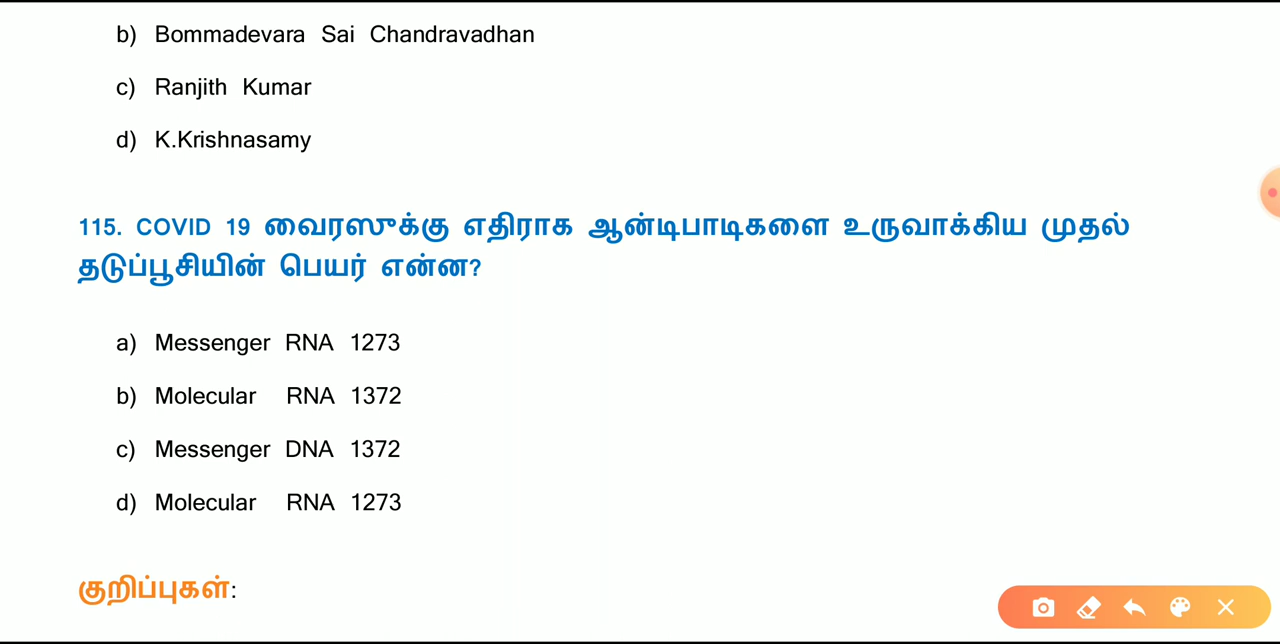 b) Bommadevara Sai Chandravadhan
c) Ranjith Kumar
d) K.Krishnasamy
115. COVID 19 வைரஸுக்கு எதிராக ஆன்டிபாடிகளை உருவாக்கிய முதல்
தடுப்பூசியின் பெயர் என்ன?
a) Messenger RNA 1273
b) Molecular RNA 1372
c) Messenger DNA 1372
d) Molecular RNA 1273
குறிப்புகள்: